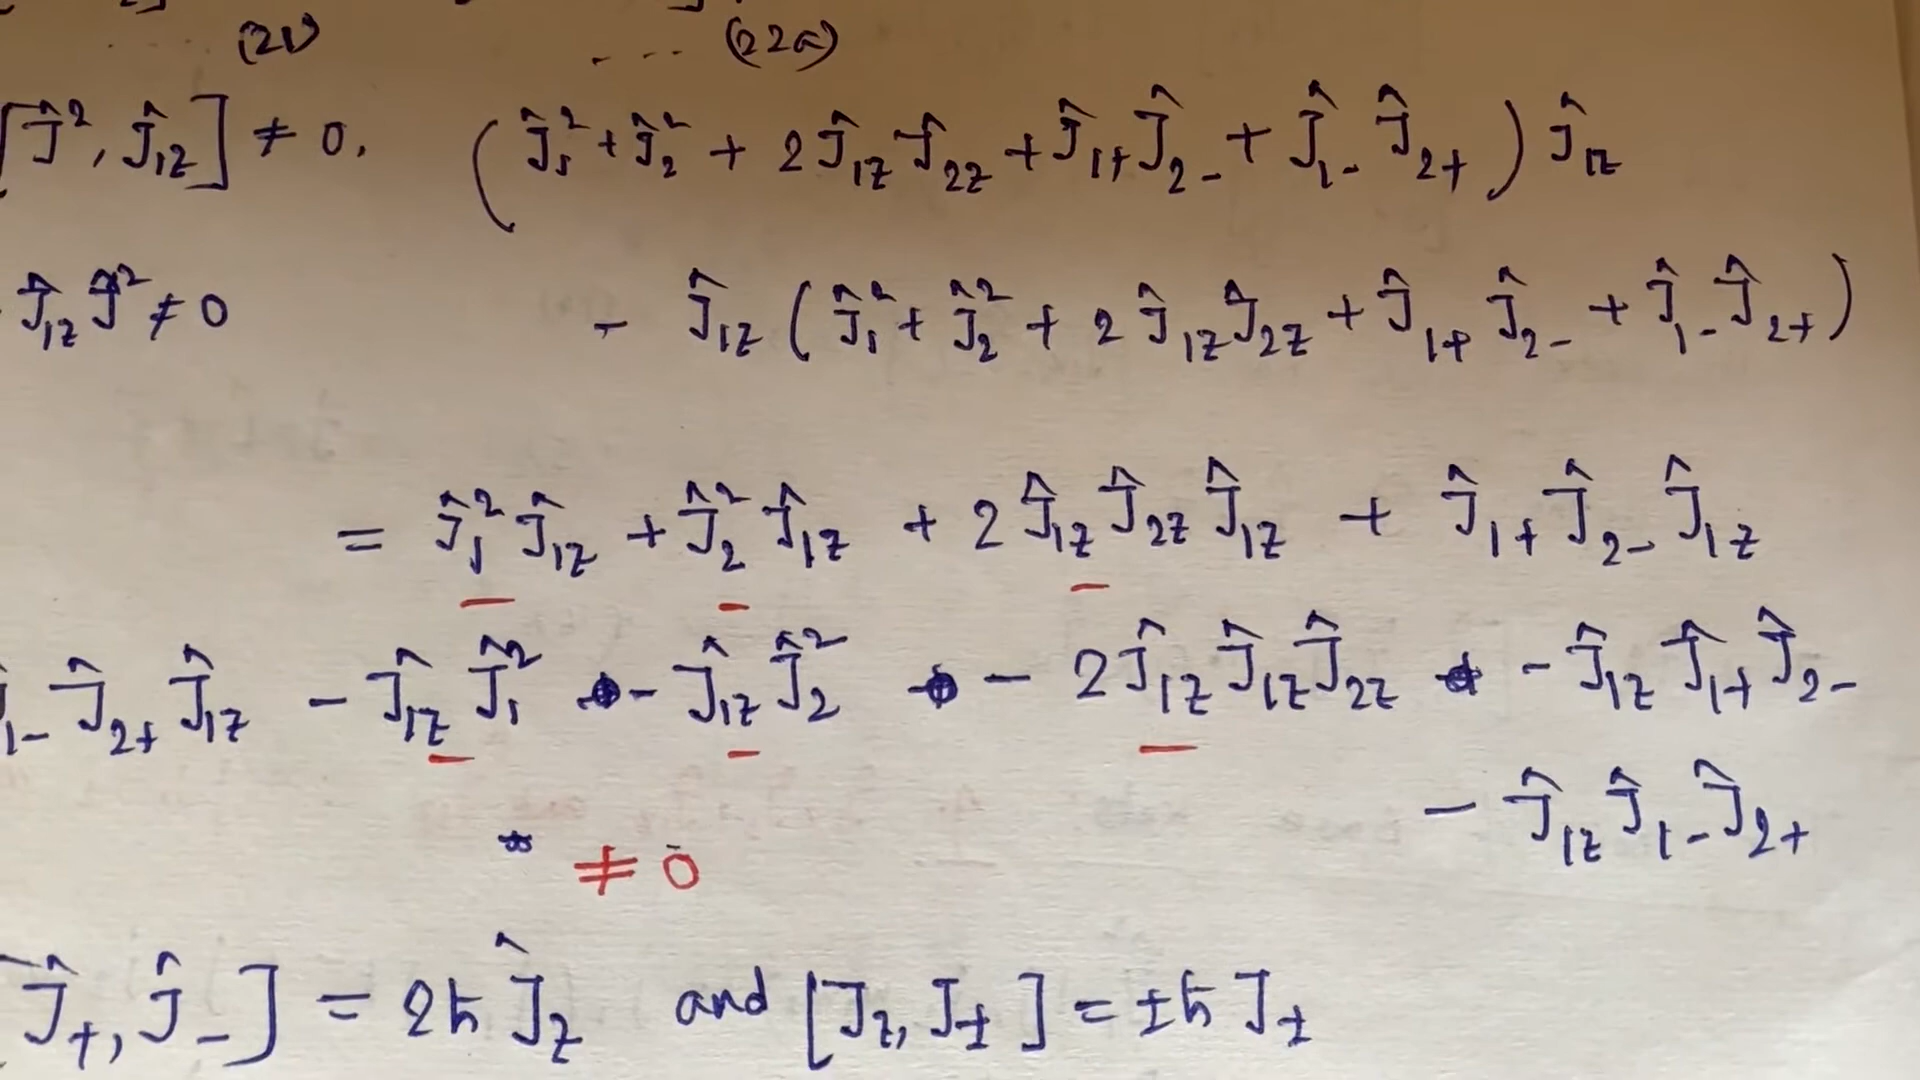 (21) ... (22a)
[Ĵ², Ĵ₁z] ≠ 0, (Ĵ₁² + Ĵ₂² + 2Ĵ₁zĴ₂z + Ĵ₁₊Ĵ₂₋ + Ĵ₁₋Ĵ₂₊) Ĵ₁z
Ĵ₁zĴ² ≠ 0 - Ĵ₁z (Ĵ₁² + Ĵ₂² + 2Ĵ₁zĴ₂z + Ĵ₁₊Ĵ₂₋ + Ĵ₁₋Ĵ₂₊)
= Ĵ₁²Ĵ₁z + Ĵ₂²Ĵ₁z + 2Ĵ₁zĴ₂zĴ₁z + Ĵ₁₊Ĵ₂₋Ĵ₁z
₁₋Ĵ₂₊Ĵ₁z - Ĵ₁zĴ₁² - Ĵ₁zĴ₂² - 2Ĵ₁zĴ₁zĴ₂z - Ĵ₁zĴ₁₊Ĵ₂₋
- Ĵ₁zĴ₁₋Ĵ₂₊
≠ 0
Ĵ₊, Ĵ₋] = 2ħĴz and [Jz, J±] = ±ħJ±